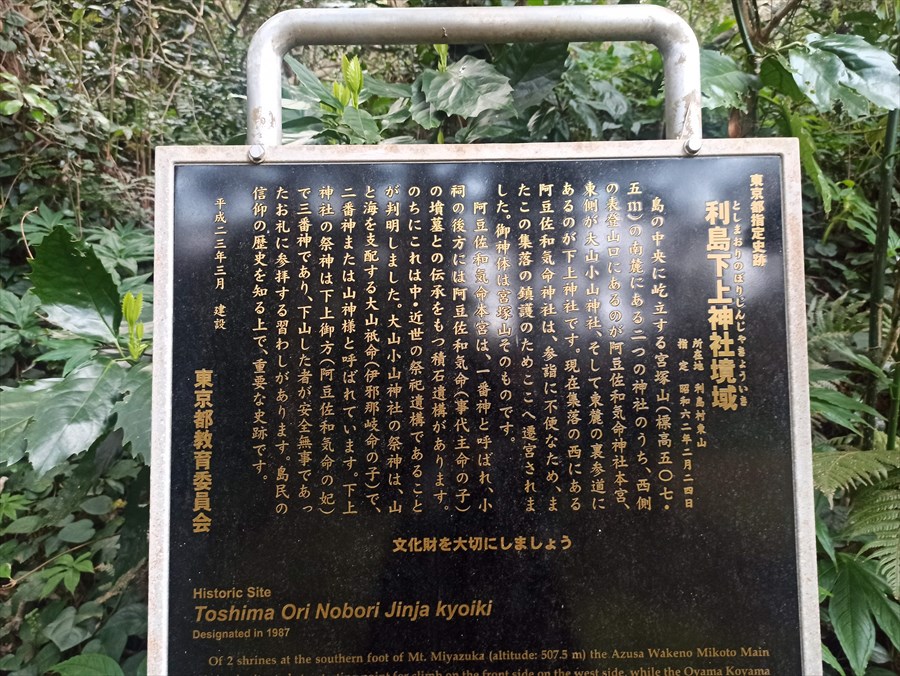 東京都指定史跡
としまおりのぼりじんじゃきょういき
利島下上神社境域
所在地 利島村東山
指定 昭和六二年二月二四日
島の中央に屹立する宮塚山(標高五〇七・
五m)の南麓にある二つの神社のうち、西側
の表登山口にあるのが阿豆佐和気命神社本宮、
東側が大山小山神社、そして東麓の裏参道に
あるのが下上神社です。現在集落の西にある
阿豆佐和気命神社は、参詣に不便なため、ま
たこの集落の鎮護のためここへ遷宮されま
した。御神体は宮塚山そのものです。
阿豆佐和気命本宮は、一番神と呼ばれ、小
祠の後方には阿豆佐和気命(事代主命の子)
の墳墓との伝承をもつ積石遺構があります。
のちにこれは中・近世の祭祀遺構であること
が判明しました。大山小山神社の祭神は、山
と海を支配する大山祇命(伊邪那岐命の子)で、
二番神または山神様と呼ばれています。下上
神社の祭神は下上御方(阿豆佐和気命の妃)
で三番神であり、下山した者が安全無事であっ
たお礼に参拝する習わしがあります。島民の
信仰の歴史を知る上で、重要な史跡です。
平成二三年三月 建設
東京都教育委員会
文化財を大切にしましょう
Historic Site
Toshima Ori Nobori Jinja kyoiki
Designated in 1987
Of 2 shrines at the southern foot of Mt. Miyazuka (altitude: 507.5 m) the Azusa Wakeno Mikoto Main
point for climb on the front side on the west side, while the Oyama Koyama